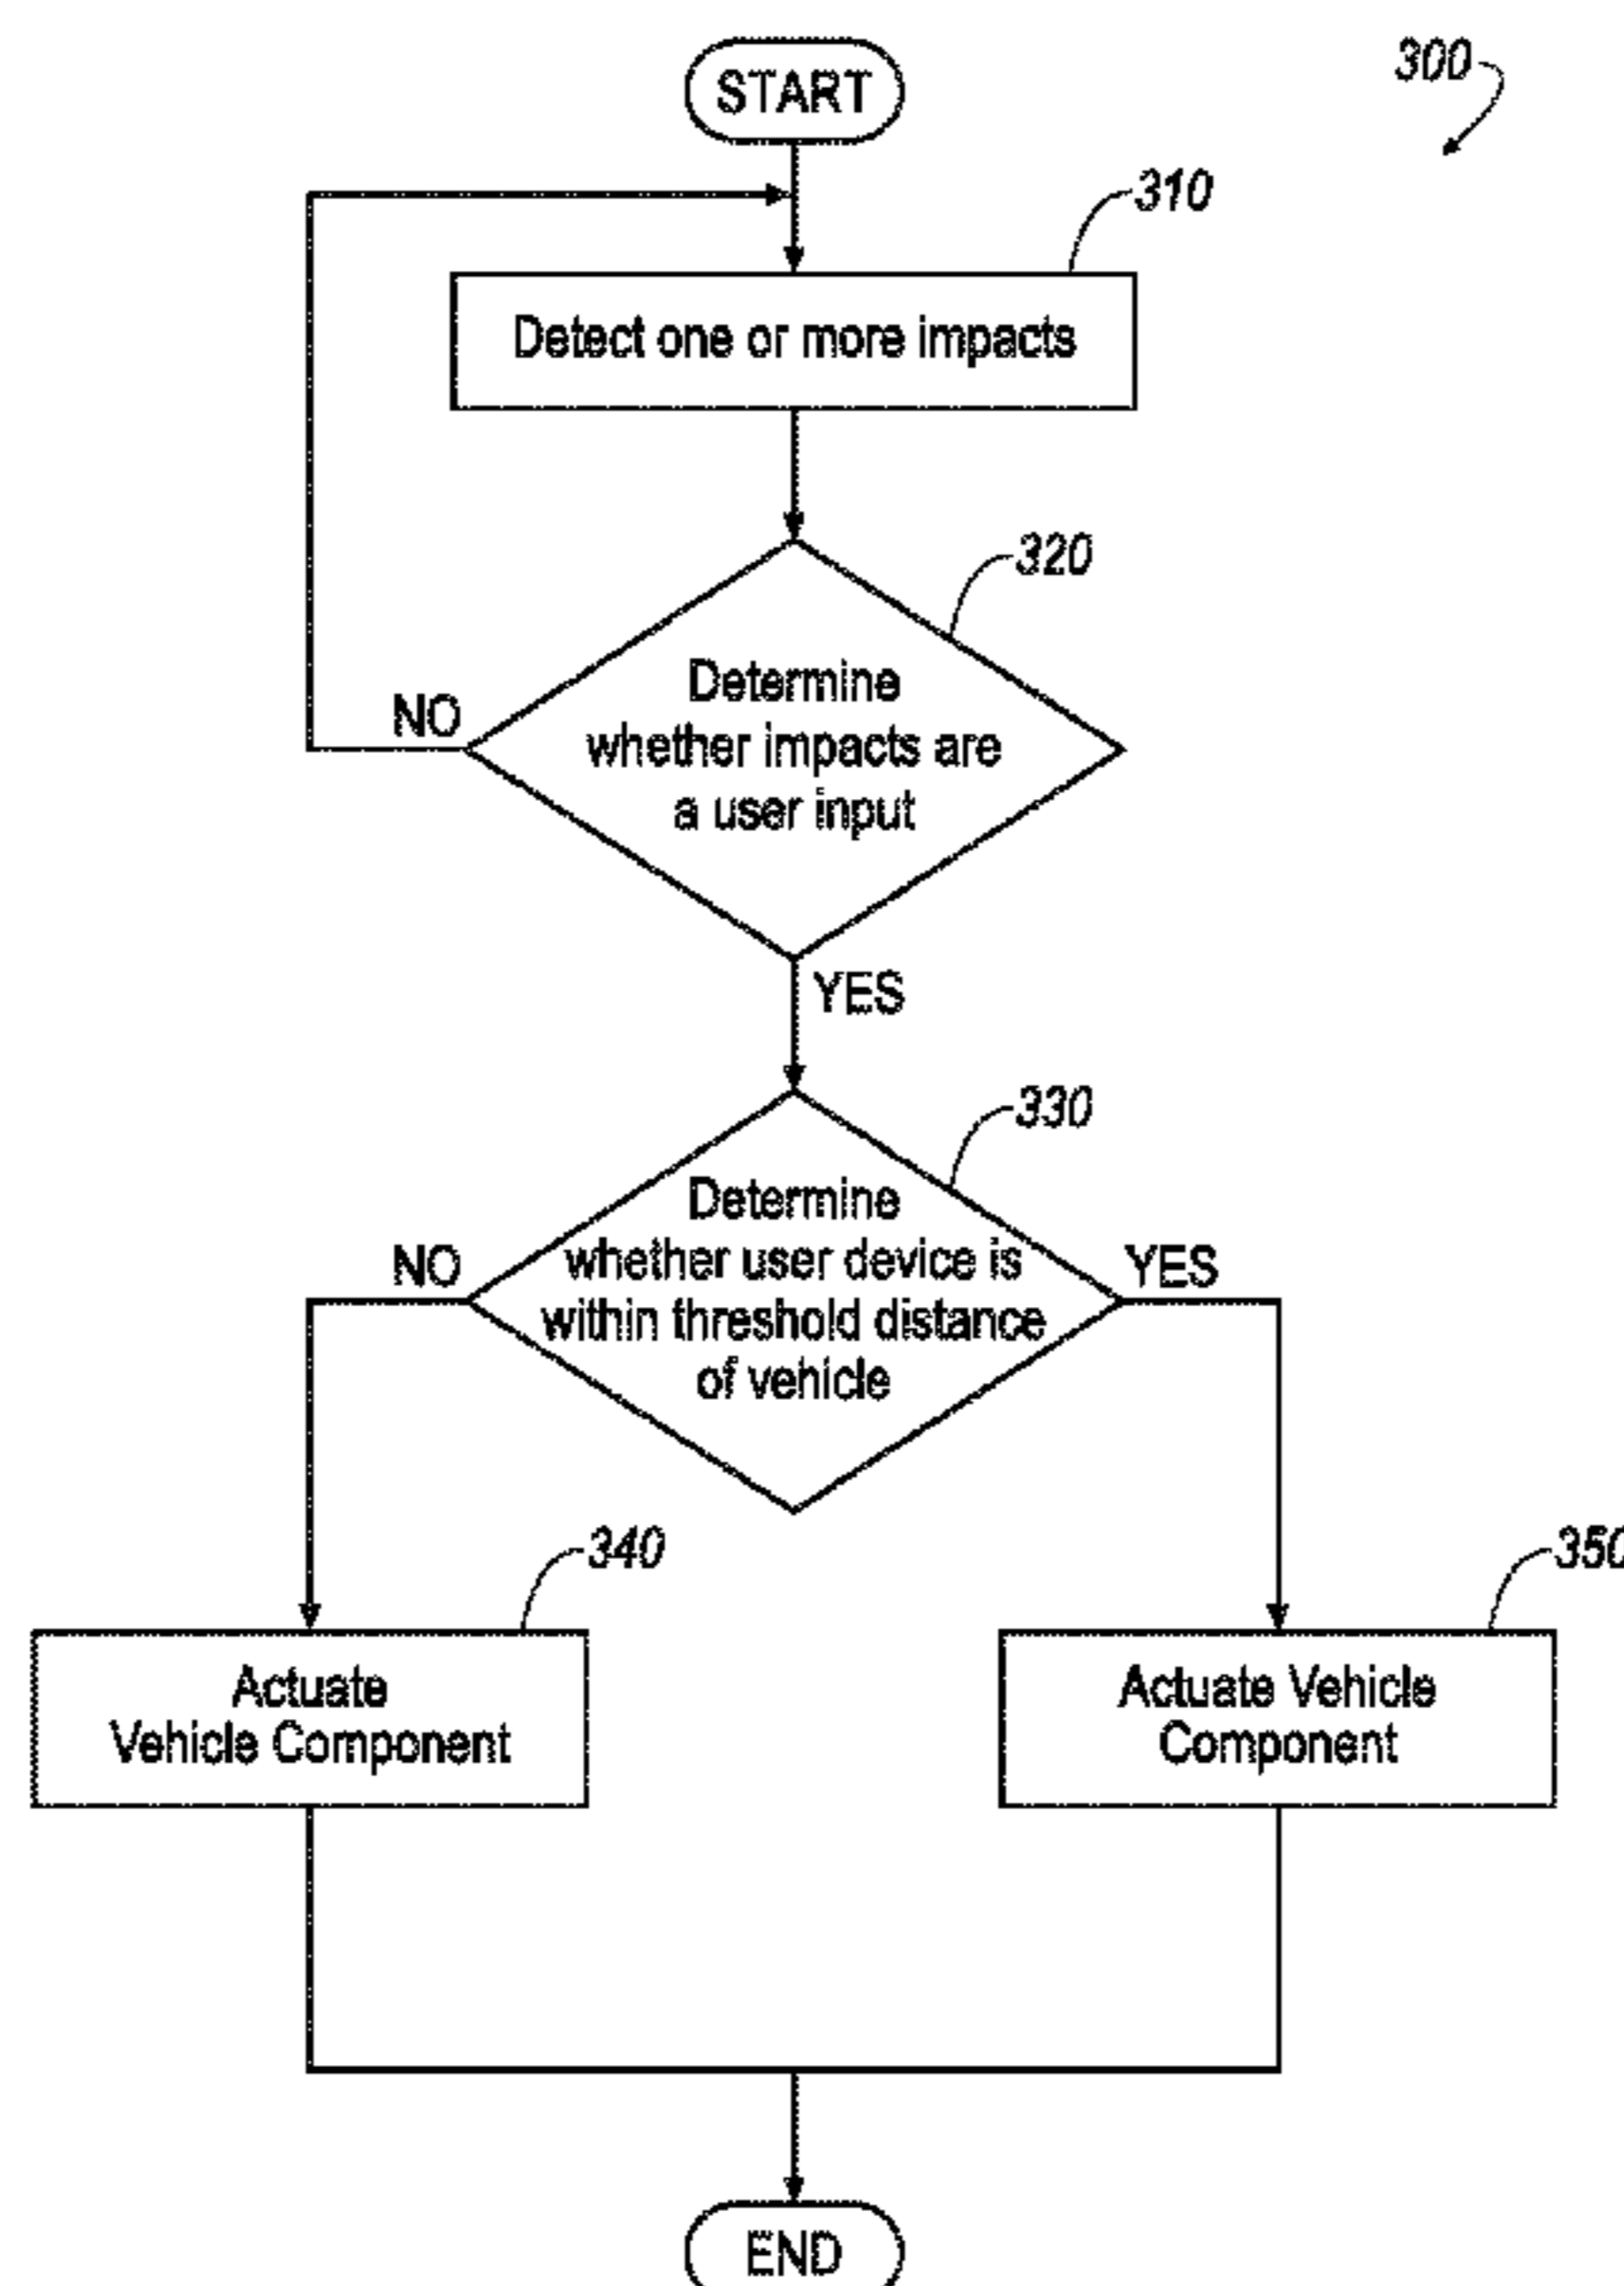 START
300
310
Detect one or more impacts
320
Determine
whether impacts are
a user input
NO
YES
330
Determine
whether user device is
within threshold distance
of vehicle
NO
YES
340
Actuate
Vehicle Component
350
Actuate Vehicle
Component
END